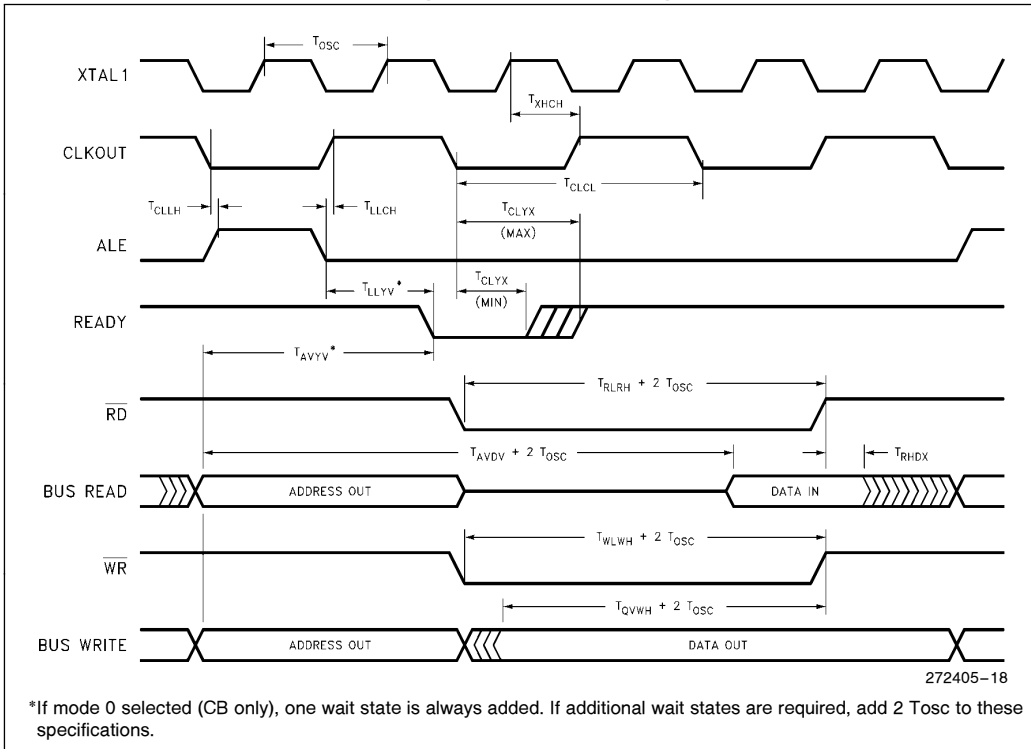 T_OSC
XTAL1
T_XHCH
CLKOUT
T_CLCL
T_CLLH
T_LLCH
T_CLYX
(MAX)
ALE
T_LLYV*
T_CLYX
(MIN)
READY
T_AVYV*
T_RLRH + 2 T_OSC
RD
T_AVDV + 2 T_OSC
T_RHDX
BUS READ
ADDRESS OUT
DATA IN
T_WLWH + 2 T_OSC
WR
T_QVWH + 2 T_OSC
BUS WRITE
ADDRESS OUT
DATA OUT
272405–18
*If mode 0 selected (CB only), one wait state is always added. If additional wait states are required, add 2 Tosc to these
specifications.